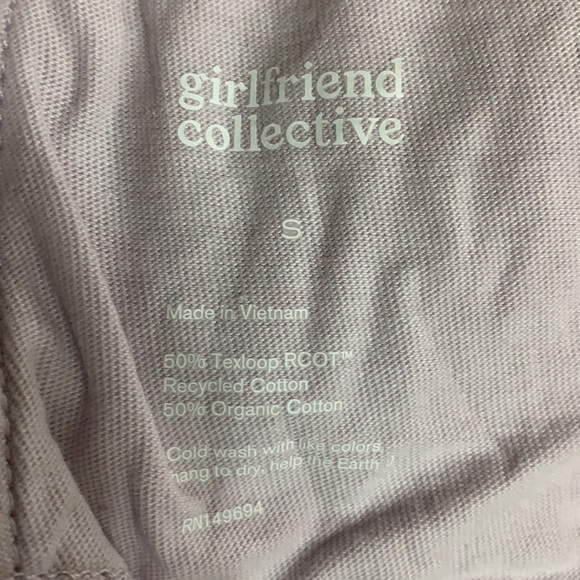 girlfriend
collective
S
Made in Vietnam
50% Texloop RCOT™
Recycled Cotton
50% Organic Cotton
Cold wash with like colors,
hang to dry, help the Earth :)
RN149694